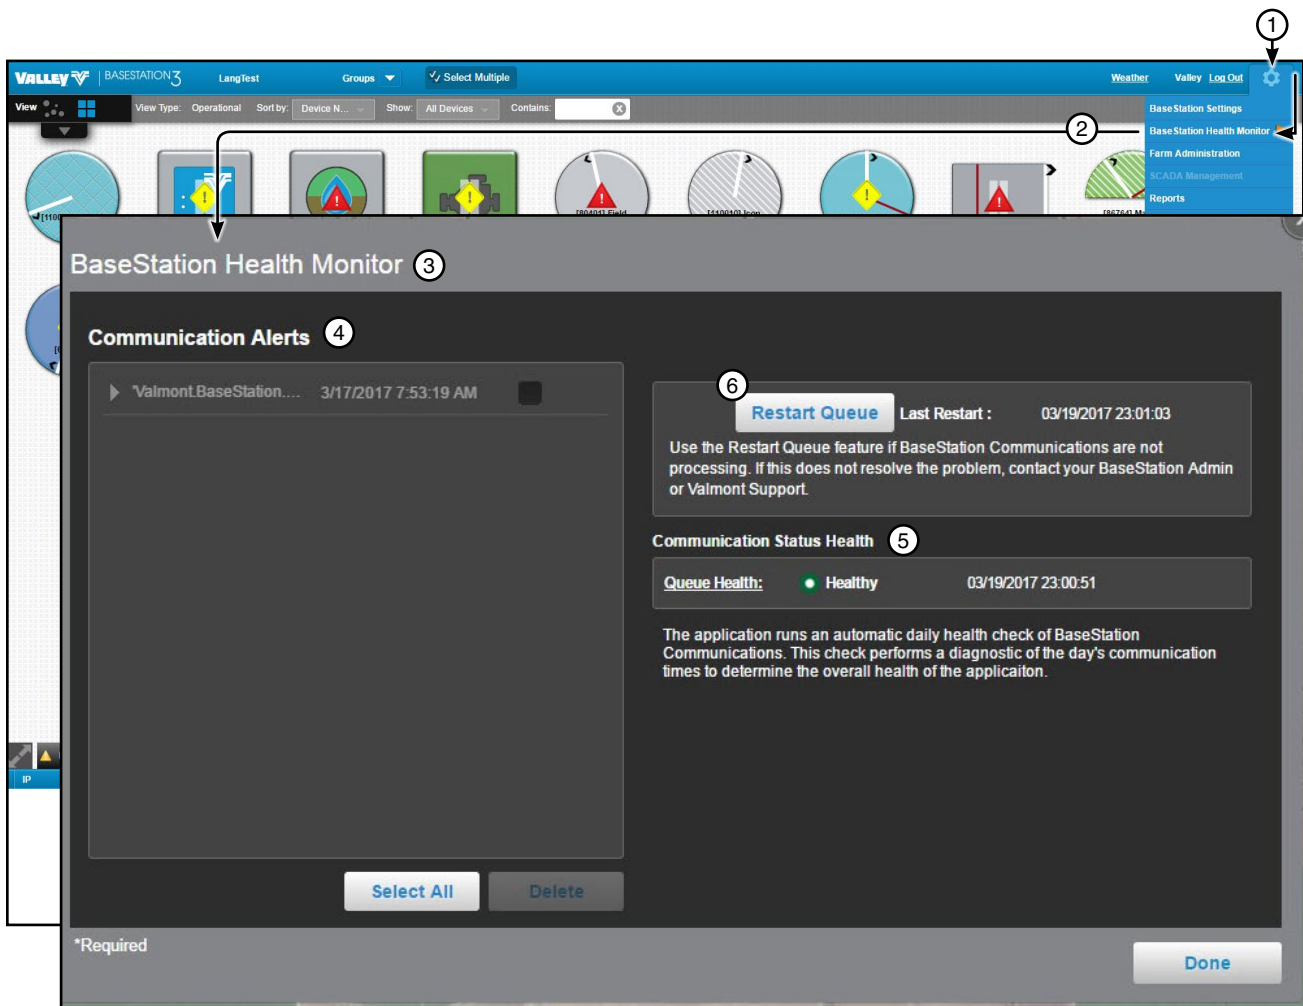 1
VALLEY BASESTATION3 LangTest Groups Select Multiple Weather Valley Log Out
View View Type: Operational Sort by: Device N... Show: All Devices Contains:
BaseStation Settings
2 BaseStation Health Monitor
Farm Administration
SCADA Management
Reports
[80401] Field [110010] Icon
BaseStation Health Monitor 3
Communication Alerts 4
'Valmont.BaseStation.... 3/17/2017 7:53:19 AM
6
Restart Queue Last Restart : 03/19/2017 23:01:03
Use the Restart Queue feature if BaseStation Communications are not
processing. If this does not resolve the problem, contact your BaseStation Admin
or Valmont Support.
Communication Status Health 5
Queue Health: Healthy 03/19/2017 23:00:51
The application runs an automatic daily health check of BaseStation
Communications. This check performs a diagnostic of the day's communication
times to determine the overall health of the applicaiton.
IP
Select All Delete
*Required
Done